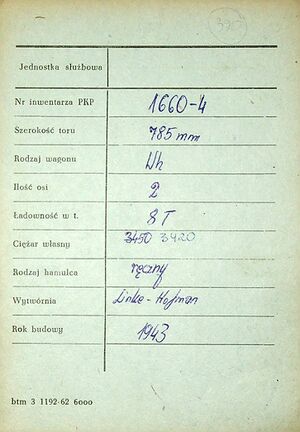 Jednostka służbowa
Nr inwentarza PKP 1660-4
Szerokość toru 785 mm
Rodzaj wagonu Wh
Ilość osi 2
Ładowność w t. 8T
Ciężar własny 3450 3420
Rodzaj hamulca ręczny
Wytwórnia Linke-Hofman
Rok budowy 1943
btm 3 1192-62 6000